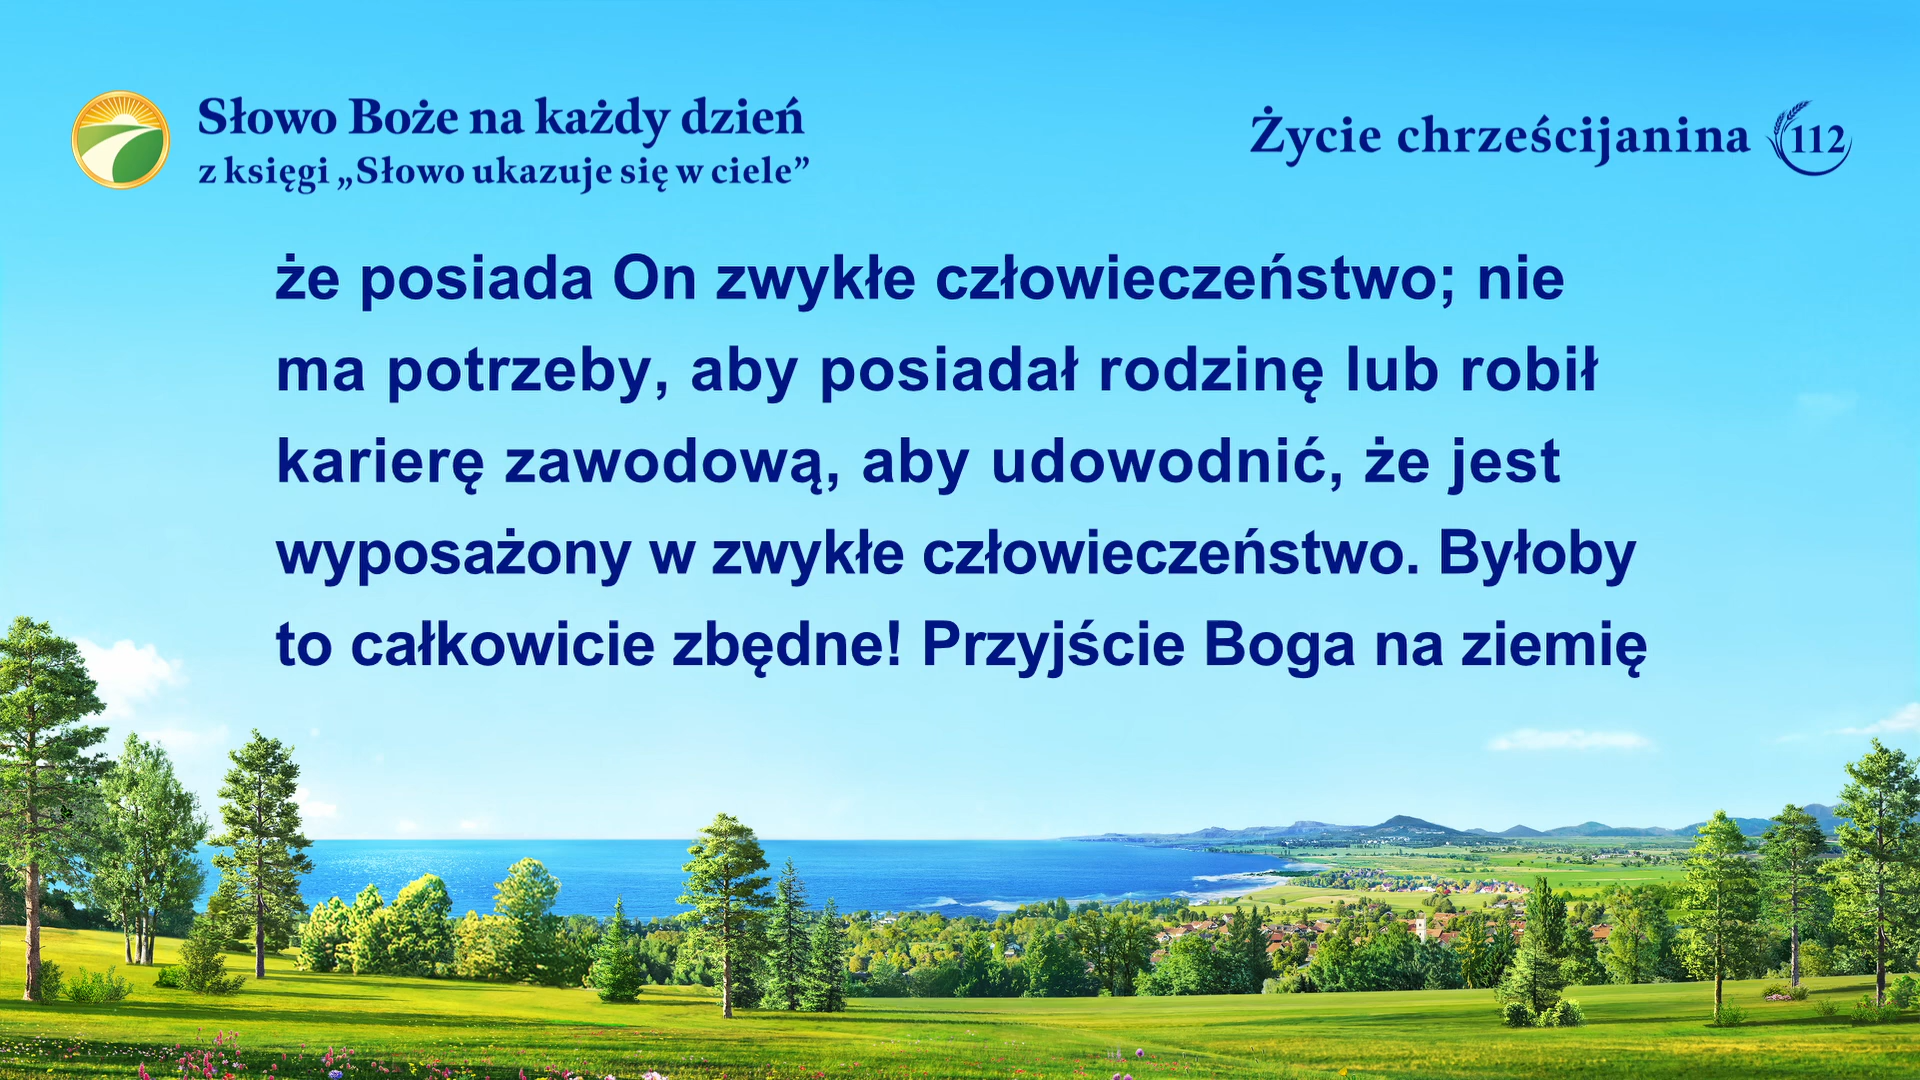 Słowo Boże na każdy dzień
z księgi „Słowo ukazuje się w ciele”
Życie chrześcijanina 112
że posiada On zwykłe człowieczeństwo; nie
ma potrzeby, aby posiadał rodzinę lub robił
karierę zawodową, aby udowodnić, że jest
wyposażony w zwykłe człowieczeństwo. Byłoby
to całkowicie zbędne! Przyjście Boga na ziemię